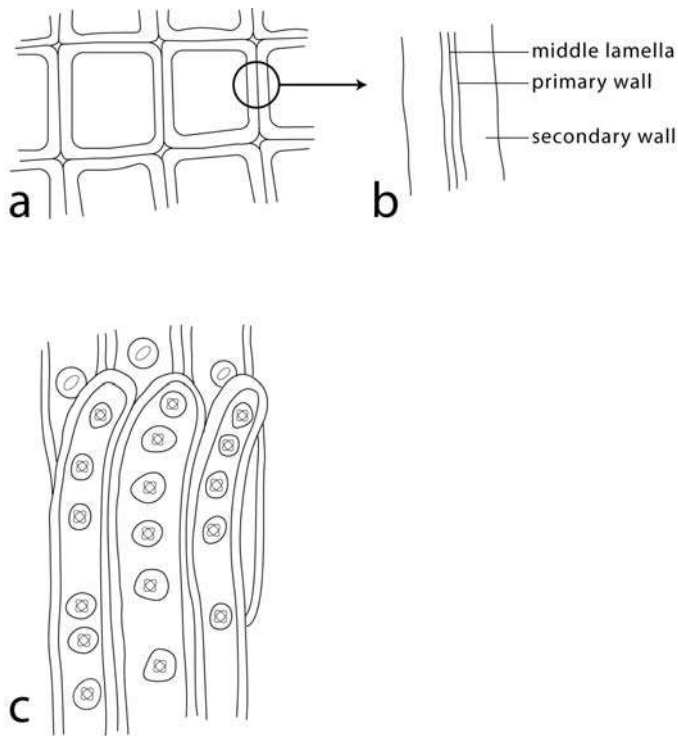 middle lamella
primary wall
secondary wall
a
b
c